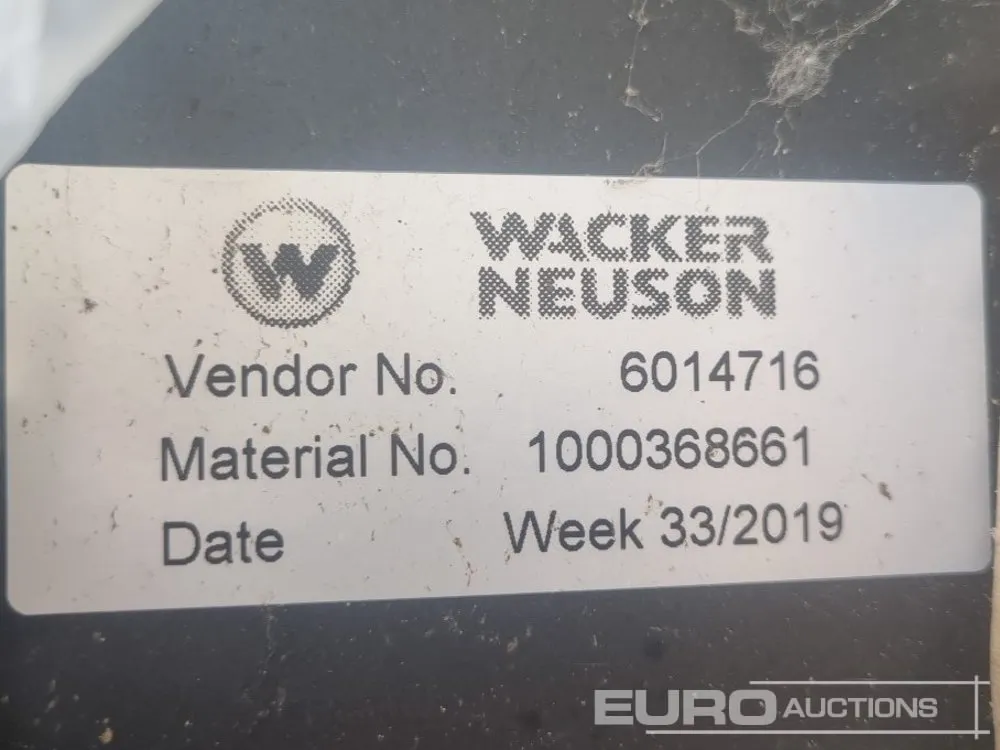 W
WACKER
NEUSON
Vendor No. 6014716
Material No. 1000368661
Date Week 33/2019
EURO AUCTIONS